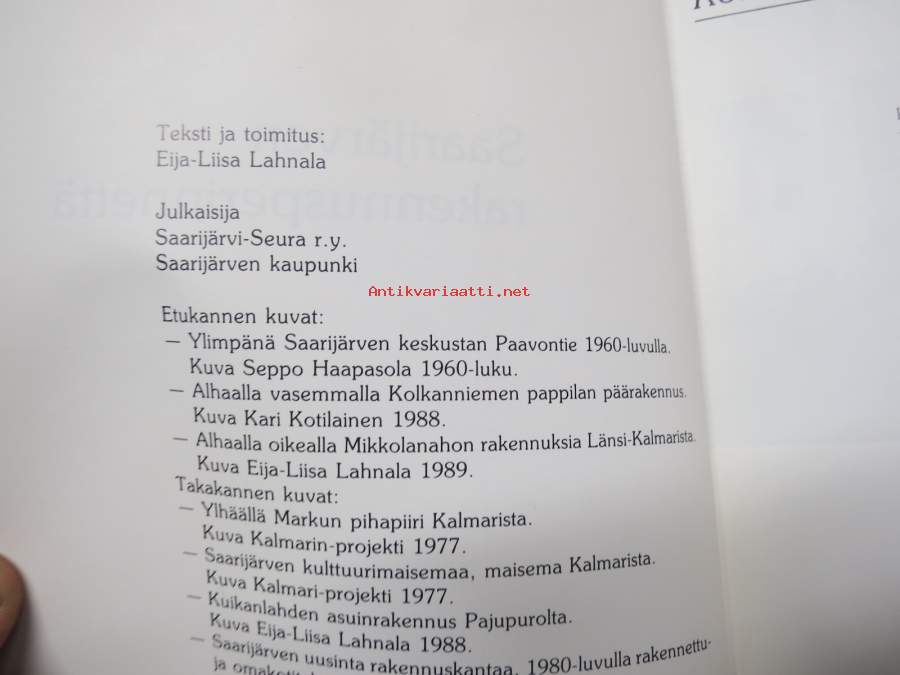 Teksti ja toimitus:
Eija-Liisa Lahnala
Julkaisija
Saarijärvi-Seura r.y.
Saarijärven kaupunki
Antikvariaatti.net
Etukannen kuvat:
— Ylimpänä Saarijärven keskustan Paavontie 1960-luvulla.
Kuva Seppo Haapasola 1960-luku.
— Alhaalla vasemmalla Kolkanniemen pappilan päärakennus.
Kuva Kari Kotilainen 1988.
— Alhaalla oikealla Mikkolanahon rakennuksia Länsi-Kalmarista.
Kuva Eija-Liisa Lahnala 1989.
Takakannen kuvat:
— Ylhäällä Markun pihapiiri Kalmarista.
Kuva Kalmarin-projekti 1977.
— Saarijärven kulttuurimaisemaa, maisema Kalmarista.
Kuva Kalmari-projekti 1977.
— Kuikanlahden asuinrakennus Pajupurolta.
Kuva Eija-Liisa Lahnala 1988.
— Saarijärven uusinta rakennuskantaa, 1980-luvulla rakennettu-
ja